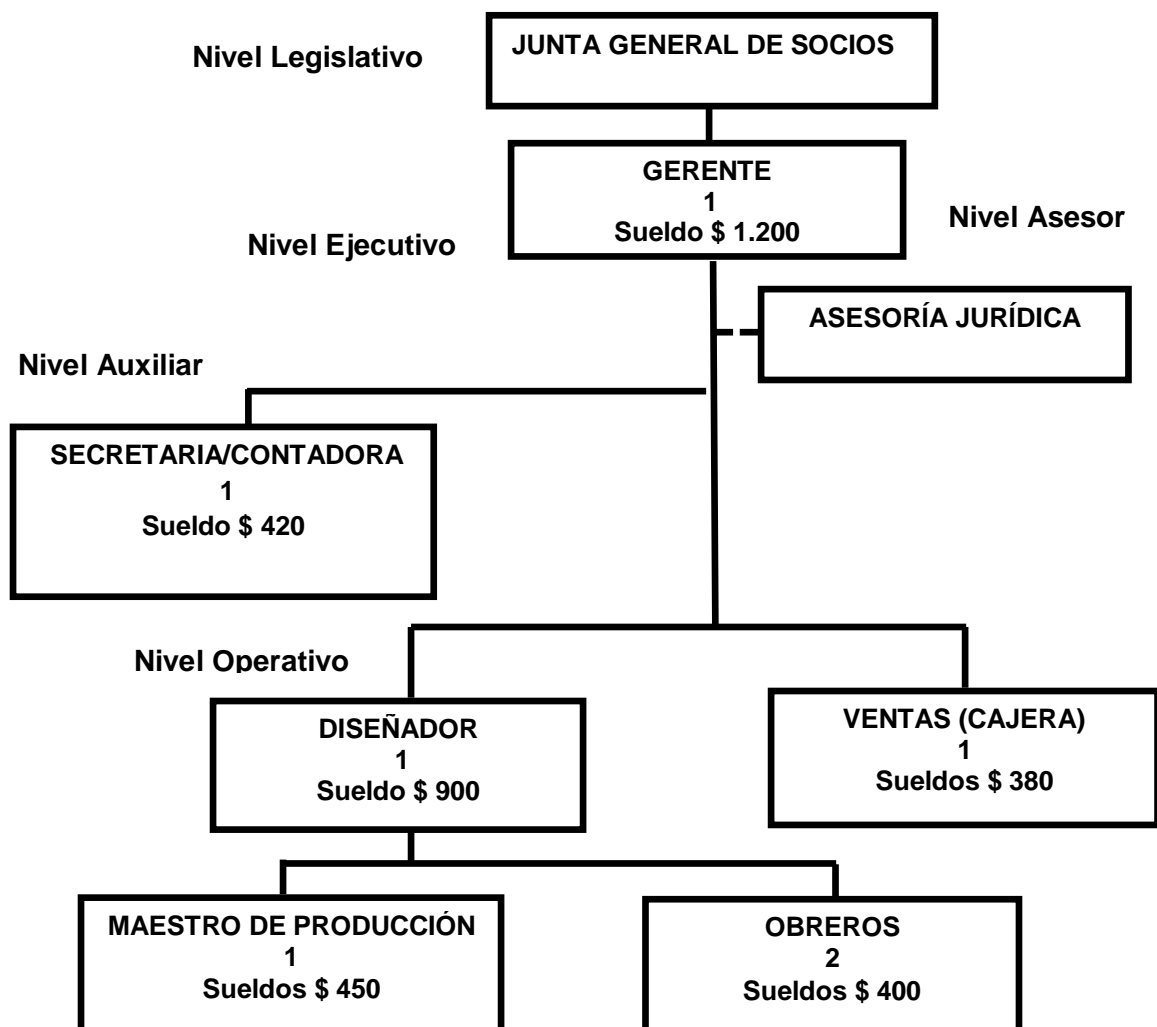 Nivel Legislativo
JUNTA GENERAL DE SOCIOS
GERENTE
1
Sueldo $ 1.200
Nivel Asesor
Nivel Ejecutivo
ASESORÍA JURÍDICA
Nivel Auxiliar
SECRETARIA/CONTADORA
1
Sueldo $ 420
Nivel Operativo
DISEÑADOR
1
Sueldo $ 900
VENTAS (CAJERA)
1
Sueldos $ 380
MAESTRO DE PRODUCCIÓN
1
Sueldos $ 450
OBREROS
2
Sueldos $ 400